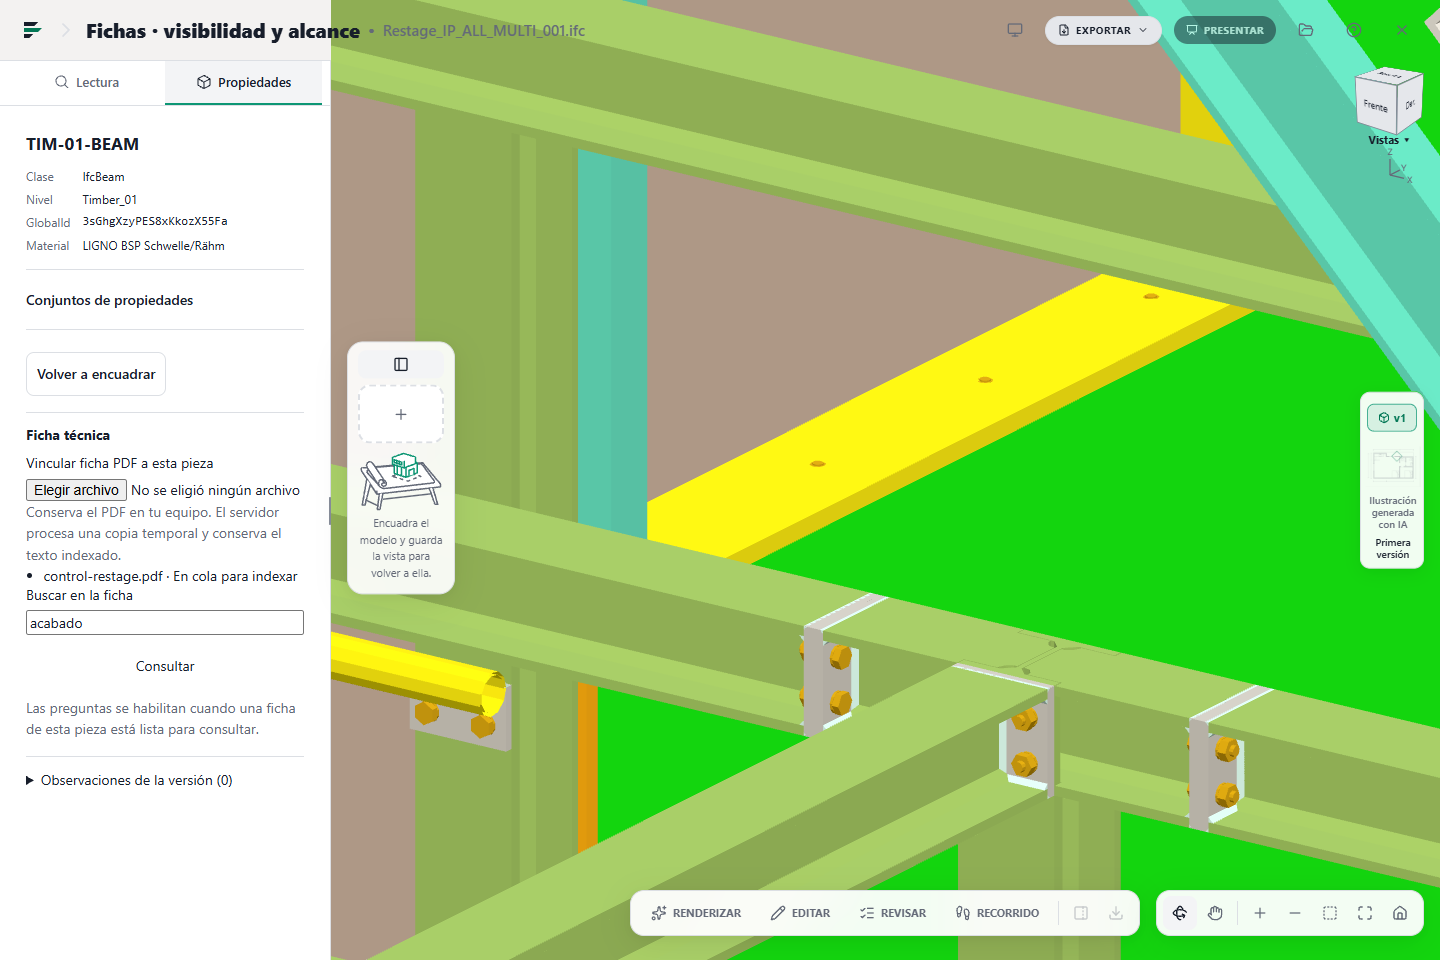 Fichas · visibilidad y alcance • Restage_IP_ALL_MULTI_001.ifc
EXPORTAR
PRESENTAR
Lectura
Propiedades
TIM-01-BEAM
Clase IfcBeam
Nivel Timber_01
GlobalId 3sGhgXzyPES8xKkozX55Fa
Material LIGNO BSP Schwelle/Rähm
Conjuntos de propiedades
Volver a encuadrar
Ficha técnica
Vincular ficha PDF a esta pieza
Elegir archivo No se eligió ningún archivo
Conserva el PDF en tu equipo. El servidor
procesa una copia temporal y conserva el
texto indexado.
• control-restage.pdf · En cola para indexar
Buscar en la ficha
acabado
Consultar
Las preguntas se habilitan cuando una ficha
de esta pieza está lista para consultar.
Observaciones de la versión (0)
Encuadra el
modelo y guarda
la vista para
volver a ella.
Frente
Vistas
Z
Y
X
v1
Ilustración
generada
con IA
Primera
versión
RENDERIZAR
EDITAR
REVISAR
RECORRIDO